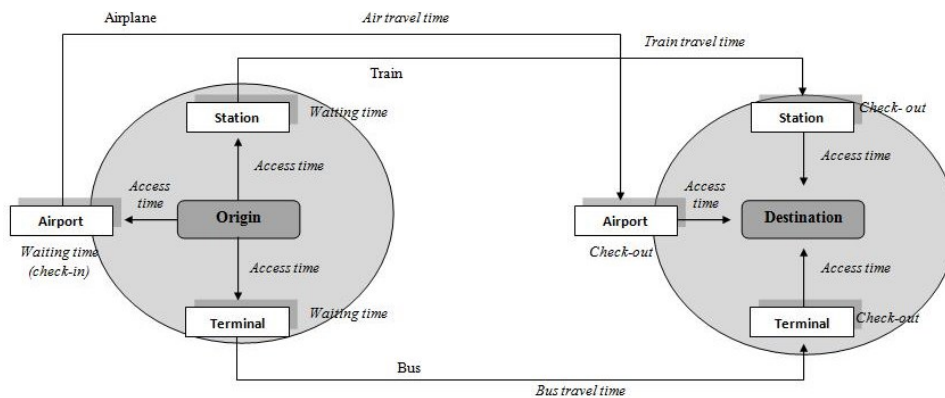 Airplane
Air travel time
Train travel time
Train
Waiting time
Station
Access time
Access
time
Airport
Origin
Waiting time
(check-in)
Access time
Terminal
Waiting time
Bus
Bus travel time
Check- out
Station
Access time
Access
time
Airport
Destination
Check-out
Access time
Terminal
Check-out